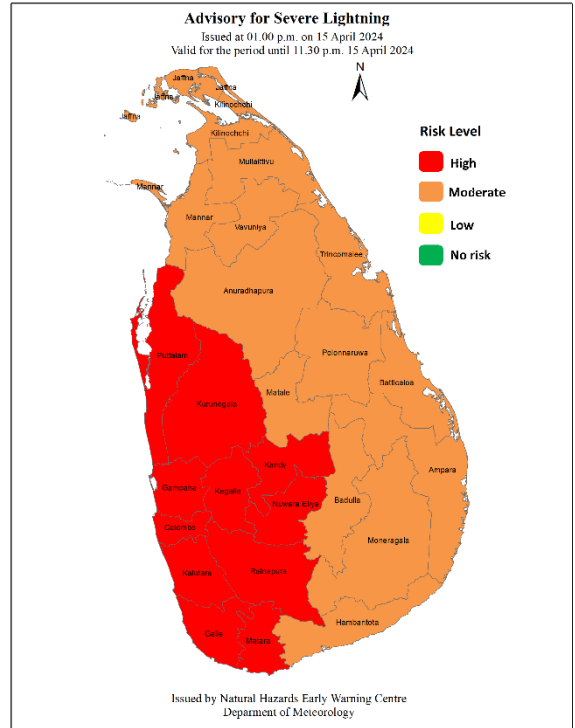 Advisory for Severe Lightning
Issued at 01.00 p.m. on 15 April 2024
Valid for the period until 11.30 p.m. 15 April 2024
N
Jaffna
Jaffna
Jaffna
Kilinochchi
Jaffna
Kilinochchi
Mullaittivu
Mannar
Mannar
Vavuniya
Trincomalee
Anuradhapura
Risk Level
High
Moderate
Low
No risk
Puttalam
Polonnaruwa
Batticaloa
Matale
Kurunegala
Kandy
Ampara
Gampaha
Kegalle
Nuwara Eliya
Badulla
Colombo
Moneragala
Kalutara
Ratnapura
Hambantota
Galle
Matara
Issued by Natural Hazards Early Warning Centre
Deparment of Meteorology